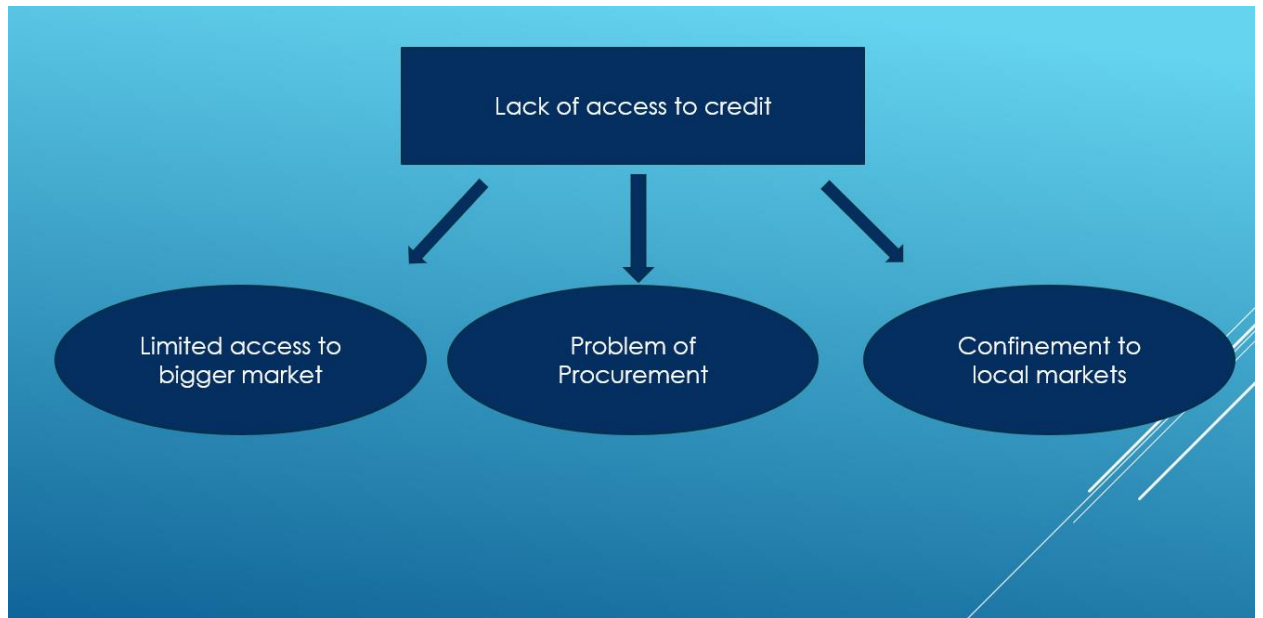 Lack of access to credit
Limited access to
bigger market
Problem of
Procurement
Confinement to
local markets